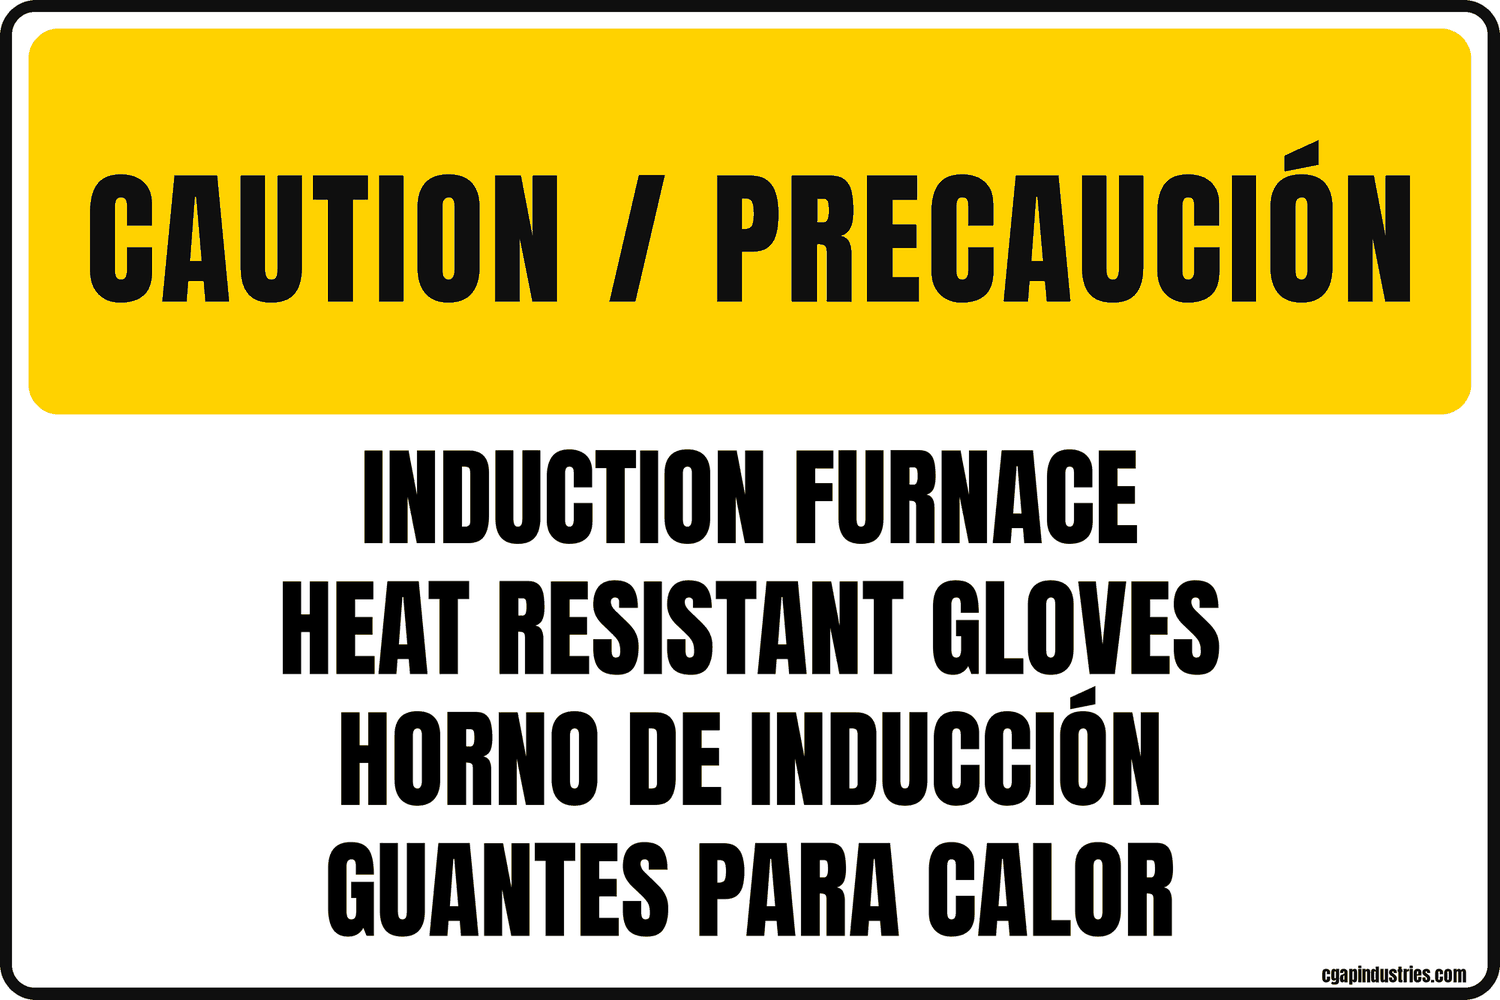 CAUTION / PRECAUCIÓN
INDUCTION FURNACE
HEAT RESISTANT GLOVES
HORNO DE INDUCCIÓN
GUANTES PARA CALOR
cgapindustries.com